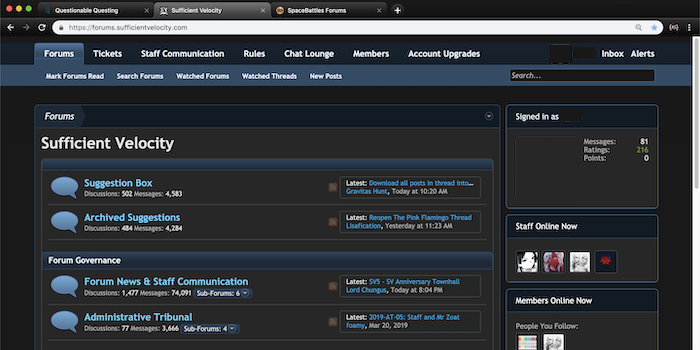 Questionable Questing
Sufficient Velocity
SpaceBattles Forums
https://forums.sufficientvelocity.com
Forums Tickets Staff Communication Rules Chat Lounge Members Account Upgrades Inbox Alerts
Mark Forums Read Search Forums Watched Forums Watched Threads New Posts Search...
Forums
Sufficient Velocity
Suggestion Box
Discussions: 502 Messages: 4,583
Latest: Download all posts in thread into...
Gravitas Hunt, Today at 10:20 AM
Archived Suggestions
Discussions: 484 Messages: 4,284
Latest: Reopen The Pink Flamingo Thread
Lisafication, Yesterday at 11:23 AM
Forum Governance
Forum News & Staff Communication
Discussions: 1,477 Messages: 74,091 Sub-Forums: 6
Latest: SV5 - SV Anniversary Townhall
Lord Chungus, Today at 8:04 PM
Administrative Tribunal
Discussions: 77 Messages: 3,666 Sub-Forums: 4
Latest: 2019-AT-05: Staff and Mr Zoat
foamy, Mar 20, 2019
Signed in as
Messages: 81
Ratings: 216
Points: 0
Staff Online Now
Members Online Now
People You Follow: